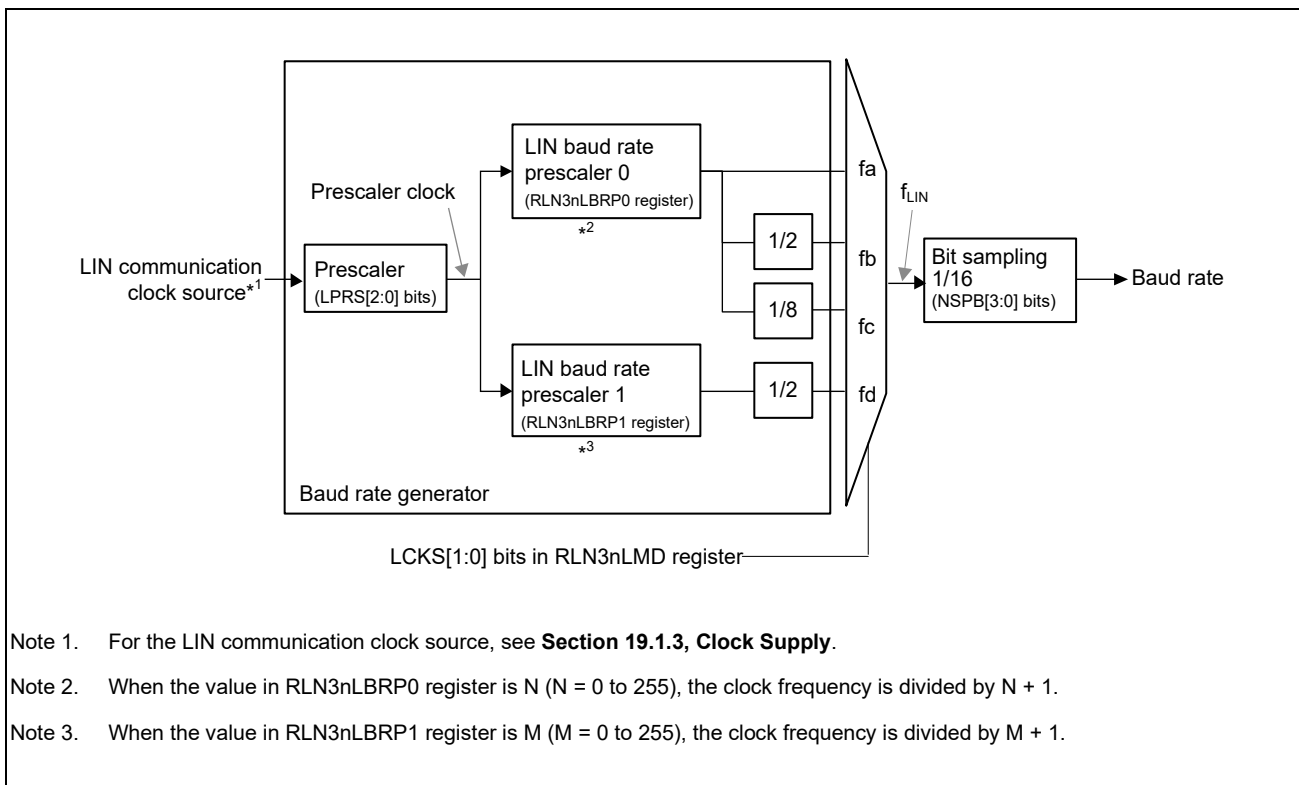 LIN baud rate
prescaler 0
(RLN3nLBRP0 register)
*2
fa
Prescaler clock
fLIN
1/2
fb
LIN communication
clock source*1
Prescaler
(LPRS[2:0] bits)
Bit sampling
1/16
(NSPB[3:0] bits)
Baud rate
1/8
fc
LIN baud rate
prescaler 1
(RLN3nLBRP1 register)
*3
1/2
fd
Baud rate generator
LCKS[1:0] bits in RLN3nLMD register
Note 1. For the LIN communication clock source, see Section 19.1.3, Clock Supply.
Note 2. When the value in RLN3nLBRP0 register is N (N = 0 to 255), the clock frequency is divided by N + 1.
Note 3. When the value in RLN3nLBRP1 register is M (M = 0 to 255), the clock frequency is divided by M + 1.